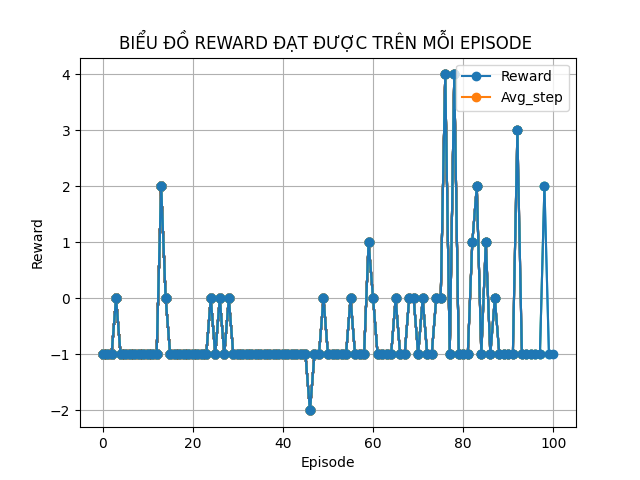 BIỂU ĐỒ REWARD ĐẠT ĐƯỢC TRÊN MỖI EPISODE
Reward
Avg_step
4
3
2
1
0
−1
−2
Reward
0
20
40
60
80
100
Episode